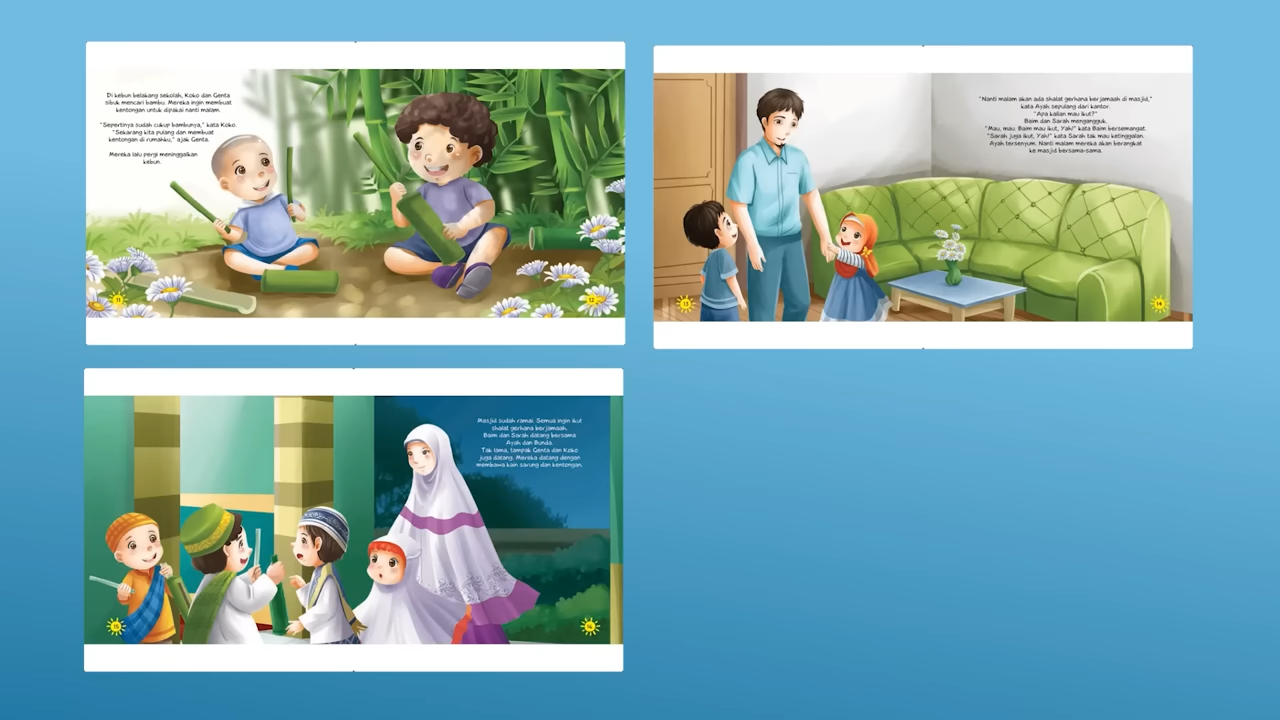 Di kebun belakang sekolah, Koko dan Genta
sibuk mencari bambu. Mereka ingin membuat
kentongan untuk dipakai nanti malam.
"Sepertinya sudah cukup bambunya," kata Koko.
"Sekarang kita pulang dan membuat
kentongan di rumahku," ajak Genta.
Mereka lalu pergi meninggalkan
kebun.
11
12
"Nanti malam akan ada shalat gerhana berjamaah di masjid,"
kata Ayah sepulang dari kantor.
"Apa kalian mau ikut?"
Baim dan Sarah mengangguk.
"Mau, mau. Baim mau ikut, Yah!" kata Baim bersemangat.
"Sarah juga ikut, Yah!" kata Sarah tak mau ketinggalan.
Ayah tersenyum. Nanti malam mereka akan berangkat
ke masjid bersama-sama.
13
14
Masjid sudah ramai. Semua ingin ikut
shalat gerhana berjamaah.
Baim dan Sarah datang bersama
Ayah dan Bunda.
Tak lama, tampak Genta dan Koko
juga datang. Mereka datang dengan
membawa kain sarung dan kentongan.
15
16